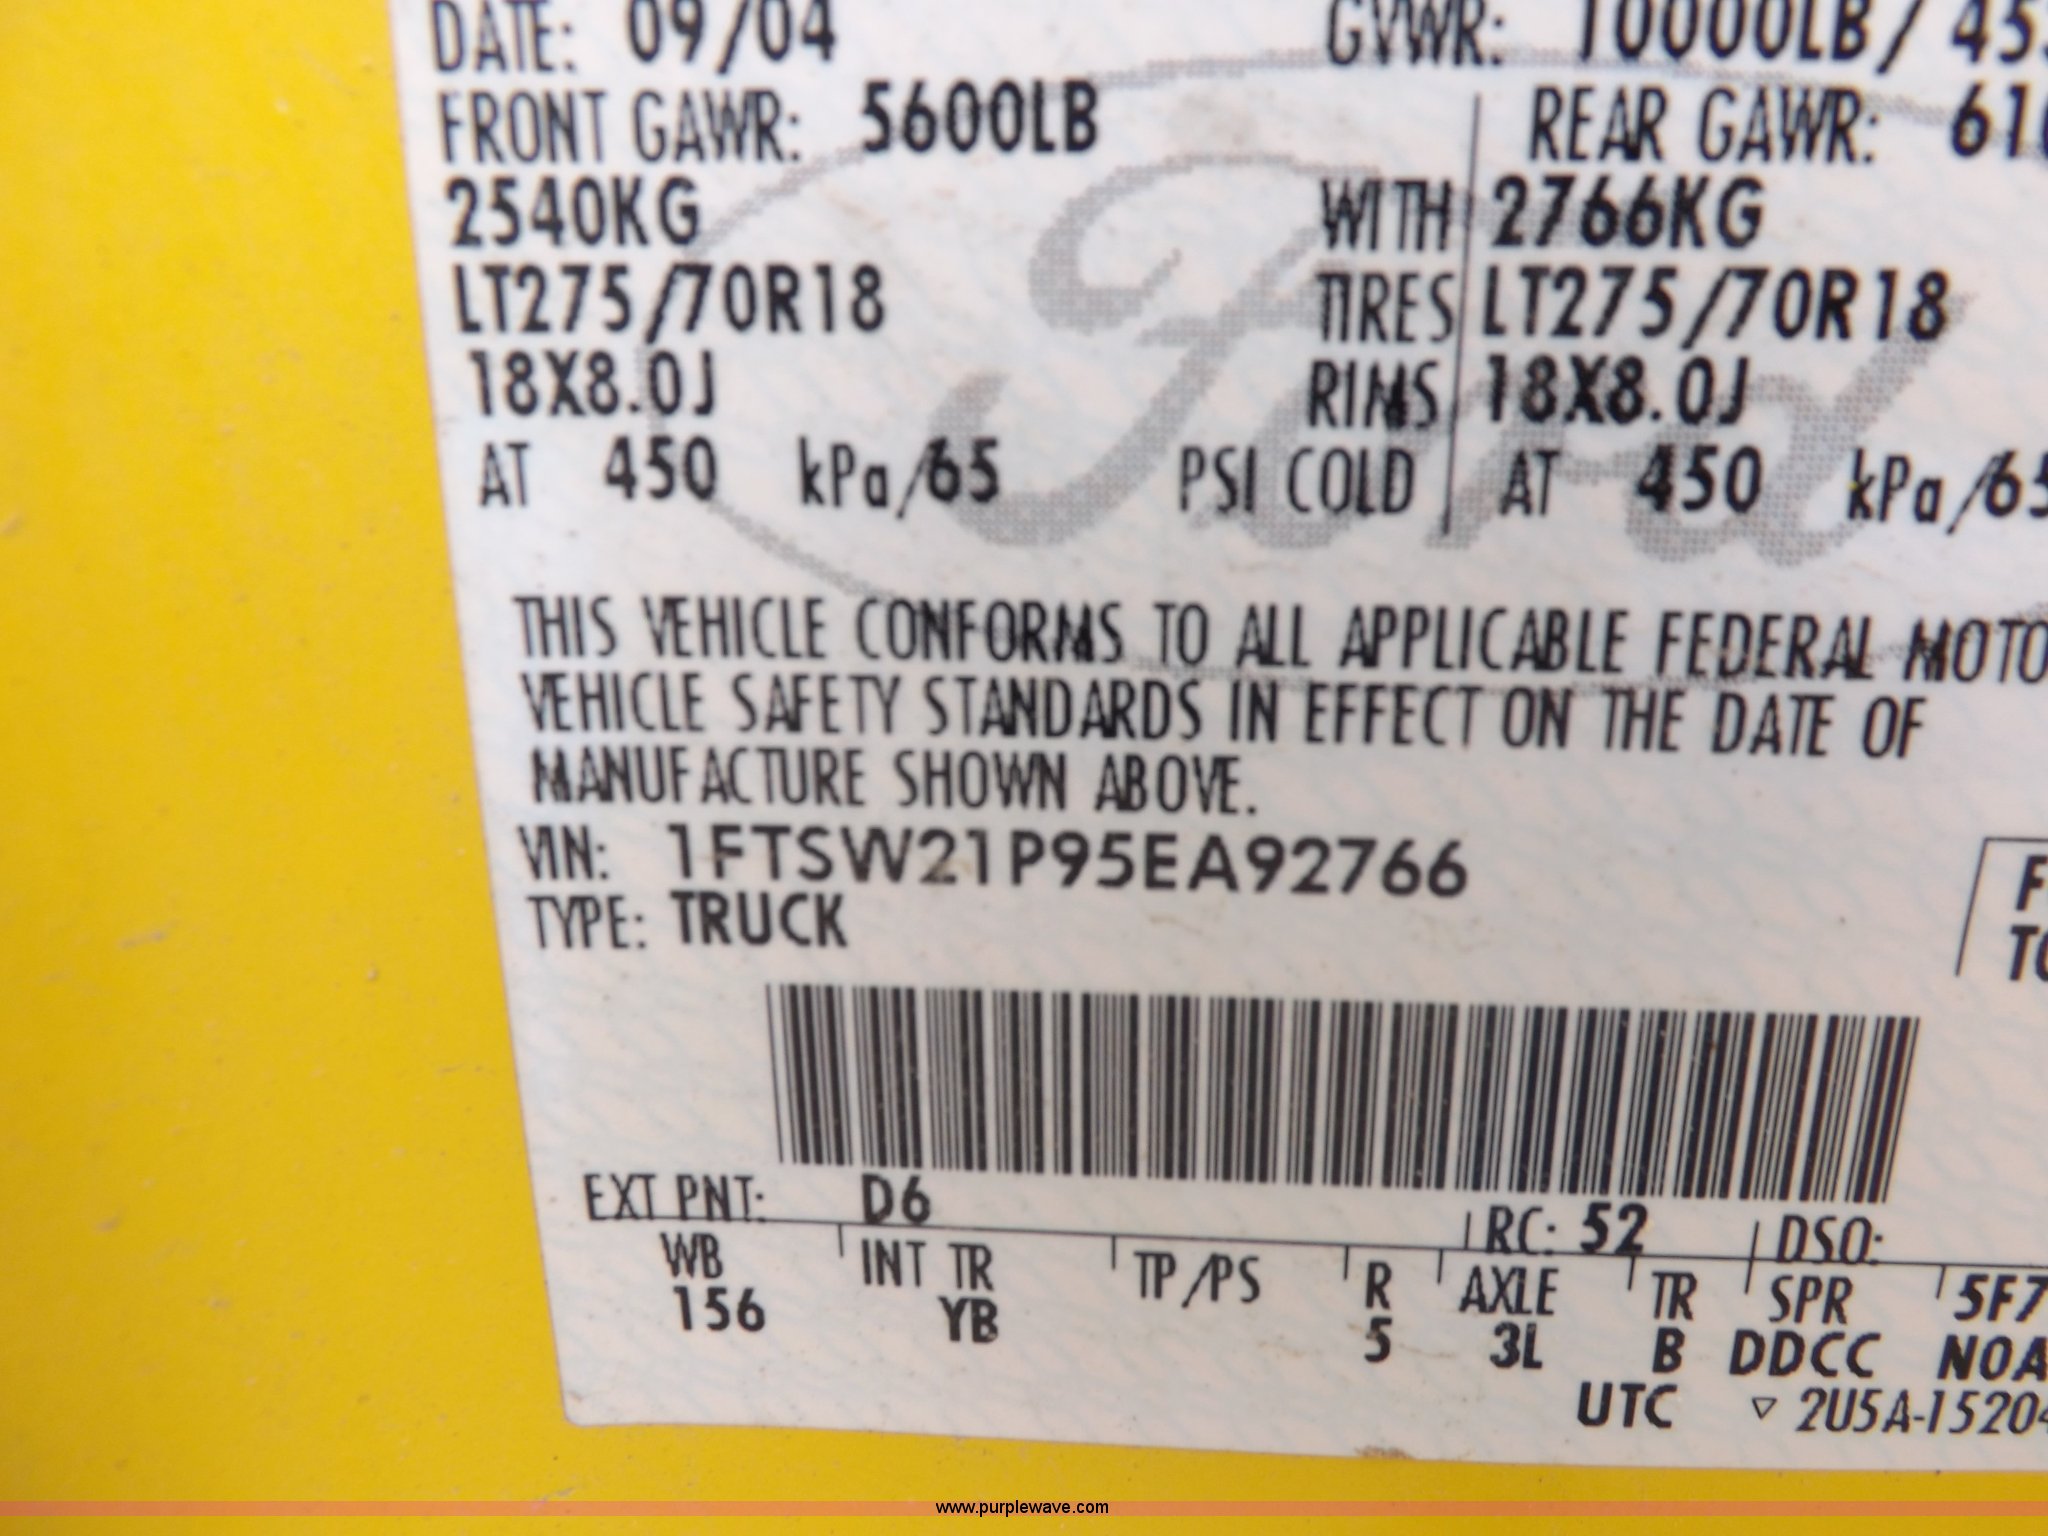 DATE: 09/04 GVWR: 10000LB/ 45
FRONT GAWR: 5600LB REAR GAWR: 61
2540KG WITH 2766KG
LT275/70R18 TIRES LT275/70R18
18X8.0J RIMS 18X8.0J
AT 450 kPa/65 PSI COLD AT 450 kPa/65
Ford
THIS VEHICLE CONFORMS TO ALL APPLICABLE FEDERAL MOTO
VEHICLE SAFETY STANDARDS IN EFFECT ON THE DATE OF
MANUFACTURE SHOWN ABOVE.
VIN: 1FTSW21P95EA92766
TYPE: TRUCK
EXT PNT: D6 RC: 52 DSO:
WB INT TR TP/PS R AXLE TR SPR 5F7
156 YB 5 3L B DDCC N0A
UTC ▽ 2U5A-15204
www.purplewave.com